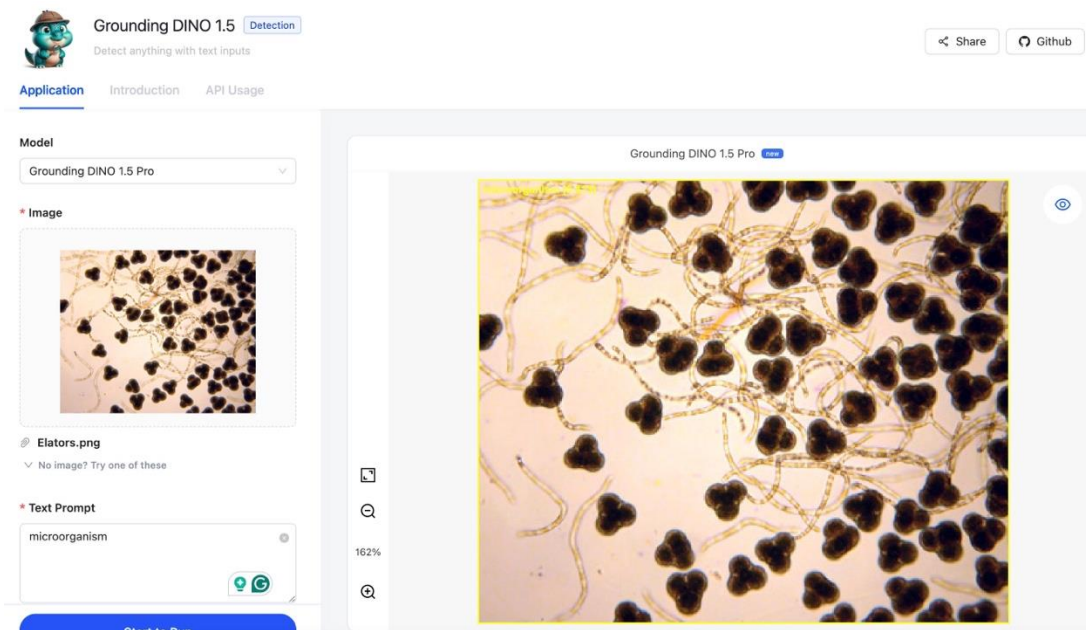 Grounding DINO 1.5 Detection
Detect anything with text inputs
Share Github
Application Introduction API Usage
Model
Grounding DINO 1.5 Pro
* Image
Elators.png
No image? Try one of these
* Text Prompt
microorganism
Grounding DINO 1.5 Pro new
162%